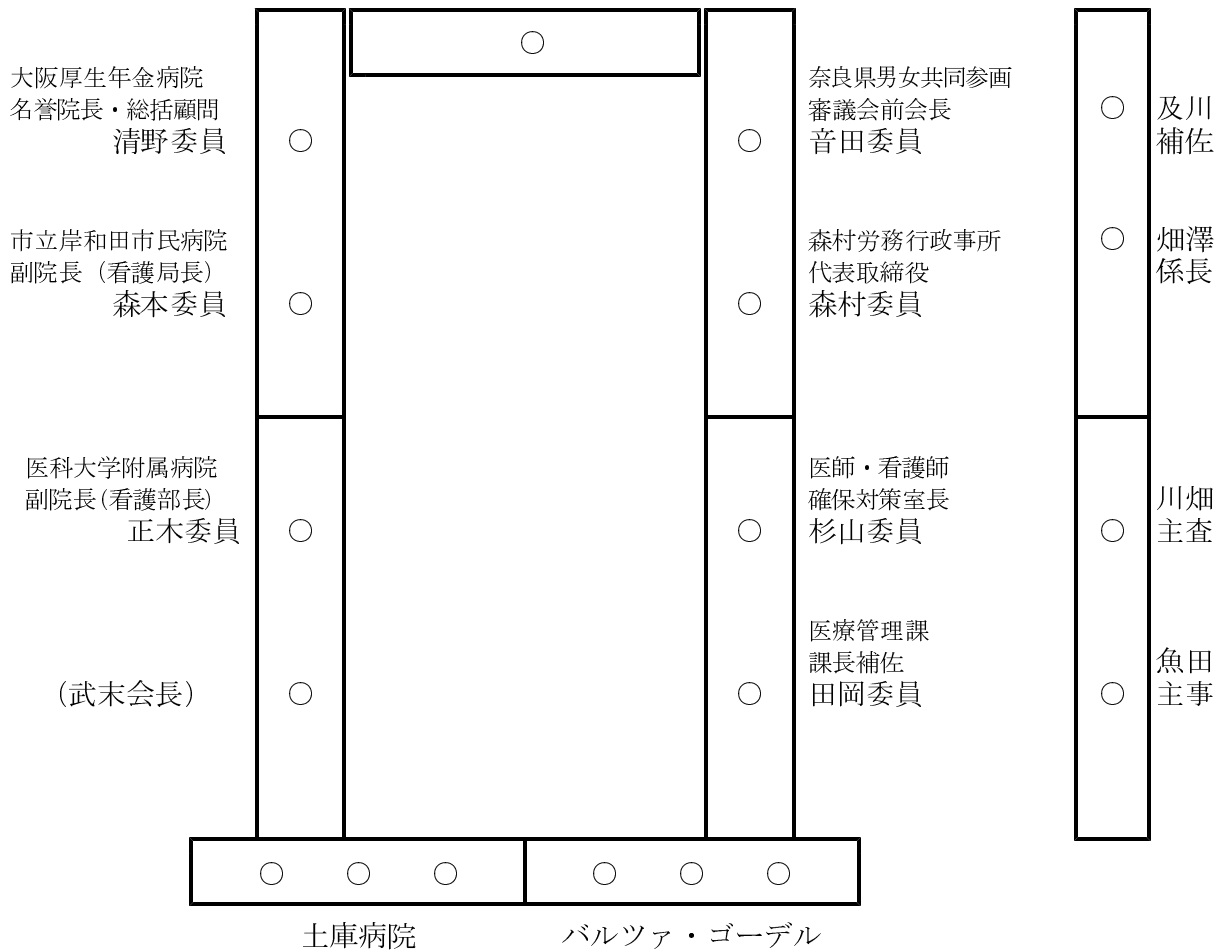 大阪厚生年金病院
名誉院長・総括顧問
清野委員
市立岸和田市民病院
副院長（看護局長）
森本委員
医科大学附属病院
副院長(看護部長)
正木委員
（武末会長）
奈良県男女共同参画
審議会前会長
音田委員
森村労務行政事所
代表取締役
森村委員
医師・看護師
確保対策室長
杉山委員
医療管理課
課長補佐
田岡委員
及川
補佐
畑澤
係長
川畑
主査
魚田
主事
土庫病院
バルツァ・ゴーデル